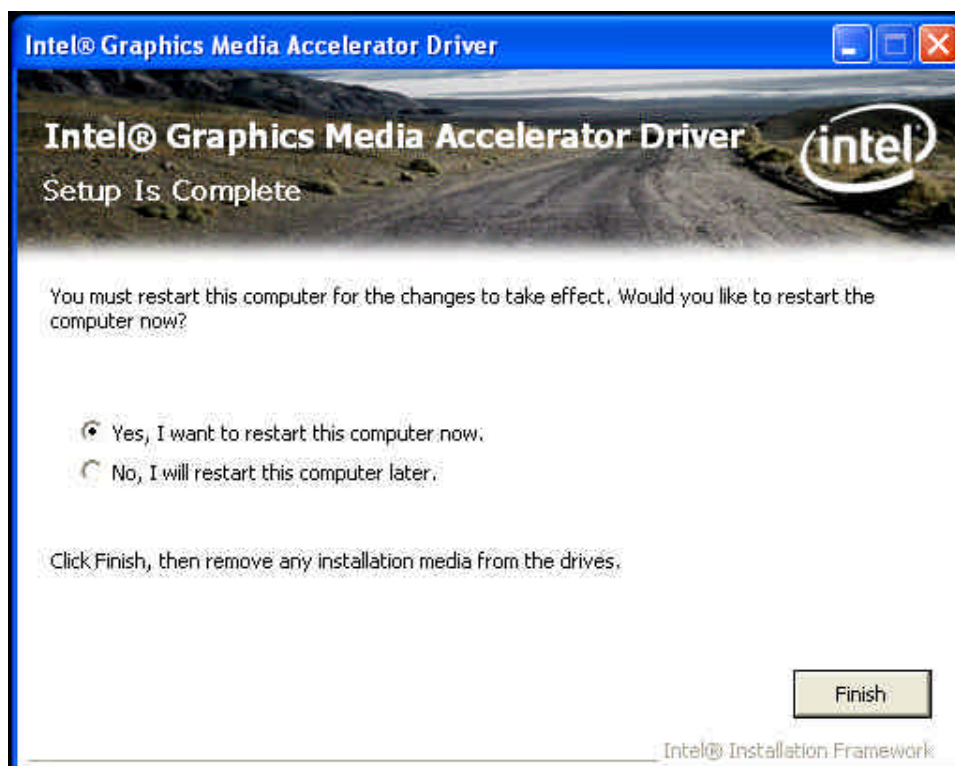 Intel® Graphics Media Accelerator Driver
Intel® Graphics Media Accelerator Driver
intel
Setup Is Complete
You must restart this computer for the changes to take effect. Would you like to restart the
computer now?
Yes, I want to restart this computer now.
No, I will restart this computer later.
Click Finish, then remove any installation media from the drives.
Finish
Intel® Installation Framework